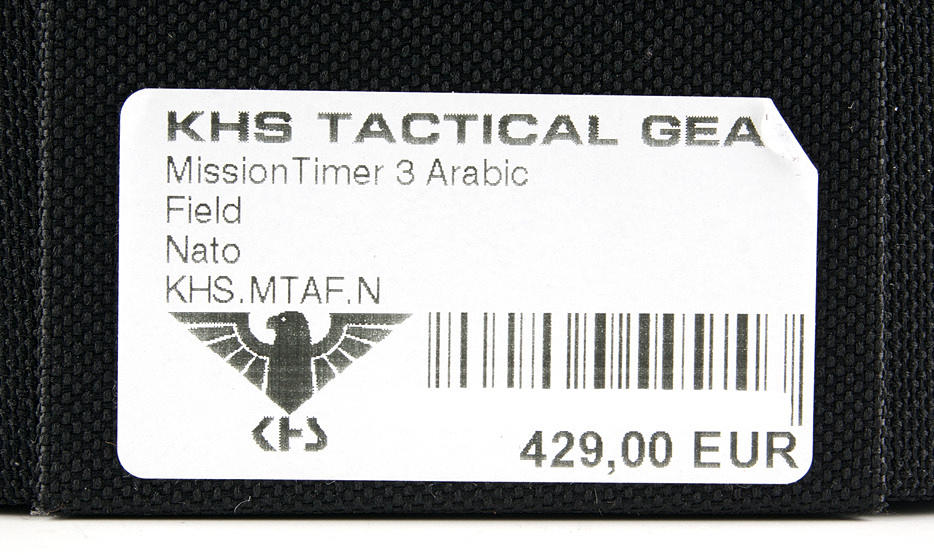 KHS TACTICAL GEA
MissionTimer 3 Arabic
Field
Nato
KHS.MTAF.N
KHS
429,00 EUR